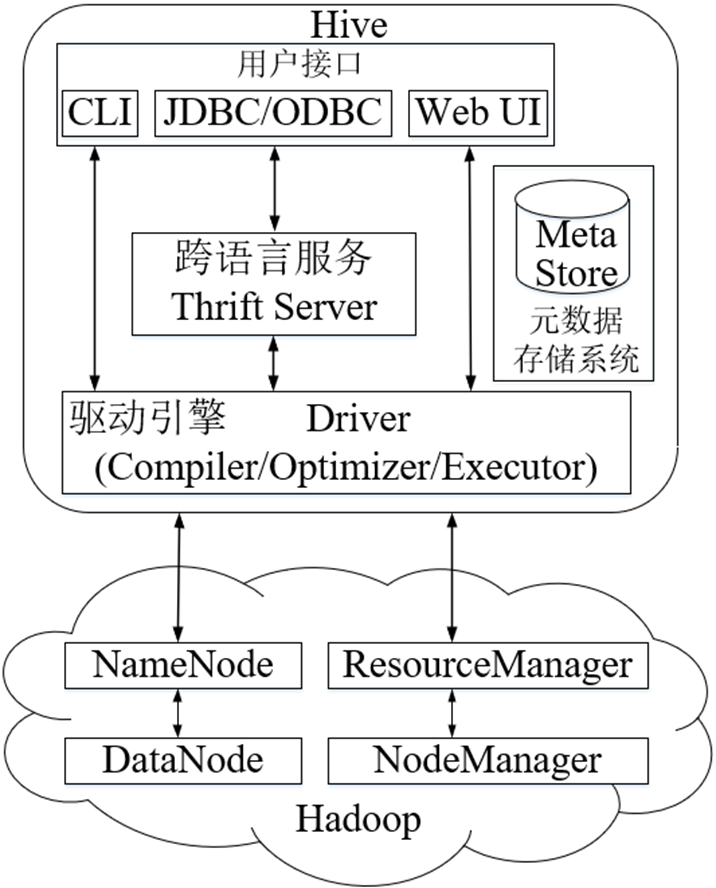 Hive
用户接口
CLI
JDBC/ODBC
Web UI
跨语言服务
Thrift Server
Meta
Store
元数据
存储系统
驱动引擎 Driver
(Compiler/Optimizer/Executor)
NameNode
ResourceManager
DataNode
NodeManager
Hadoop